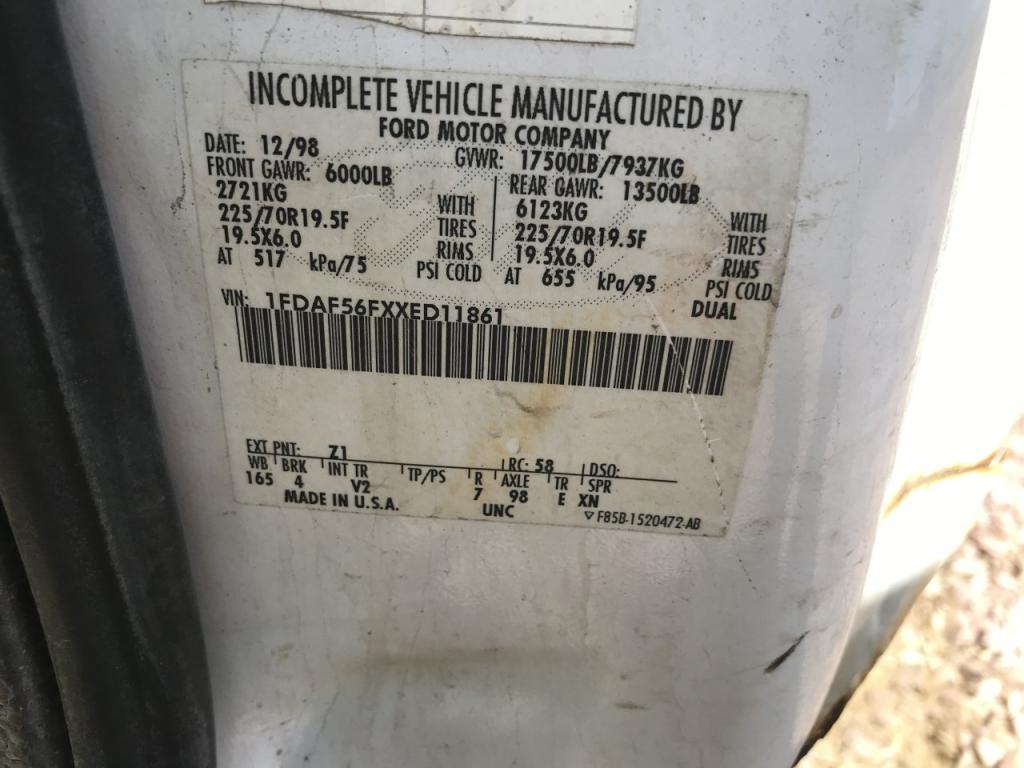 INCOMPLETE VEHICLE MANUFACTURED BY
FORD MOTOR COMPANY
DATE: 12/98 GVWR: 17500LB/7937KG
FRONT GAWR: 6000LB REAR GAWR: 13500LB
2721KG WITH 6123KG WITH
225/70R19.5F TIRES 225/70R19.5F TIRES
19.5X6.0 RIMS 19.5X6.0 RIMS
AT 517 kPa/75 PSI COLD AT 655 kPa/95 PSI COLD
DUAL
VIN: 1FDAF56FXXED11861
EXT PNT: Z1 RC: 58 DSO:
WB BRK INT TR TP/PS R AXLE TR SPR
165 4 V2 7 98 E XN
MADE IN U.S.A. UNC ▽ F85B-1520472-AB